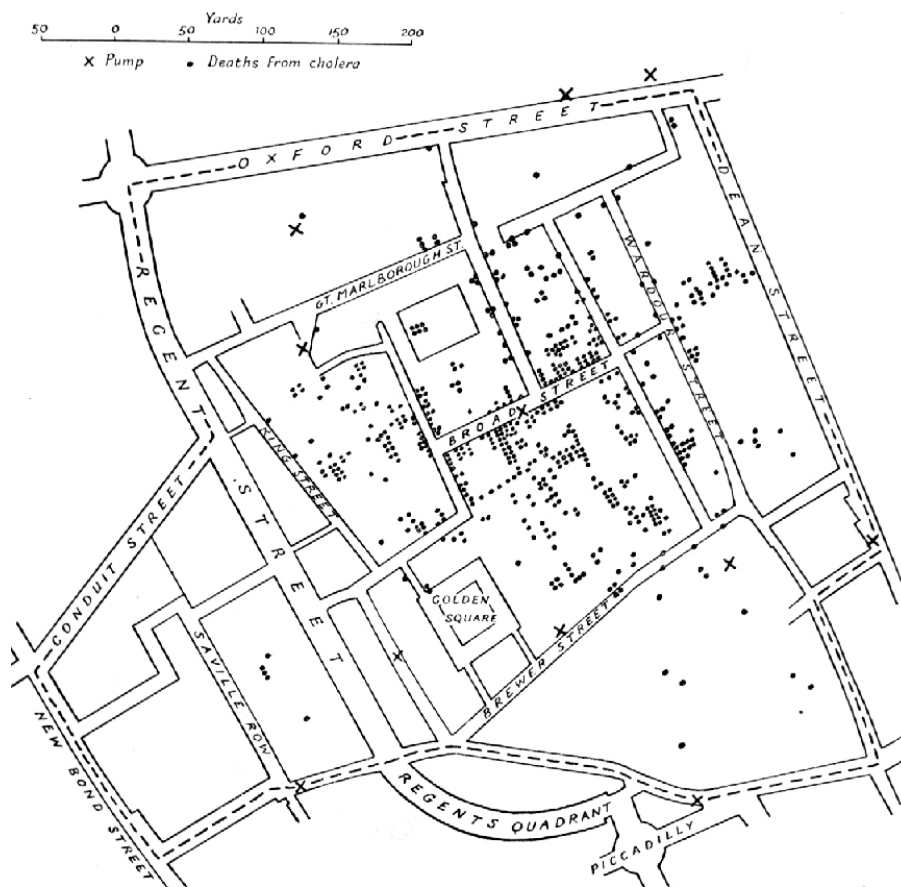 Yards
50 0 50 100 150 200
x Pump • Deaths from cholera
OXFORD STREET
DEAN STREET
REGENT STREET
GT. MARLBOROUGH ST.
WARDOUR STREET
BROAD STREET
KING STREET
CONDUIT STREET
GOLDEN
SQUARE
BREWER STREET
SAVILLE ROW
NEW BOND STREET
REGENTS QUADRANT
PICCADILLY